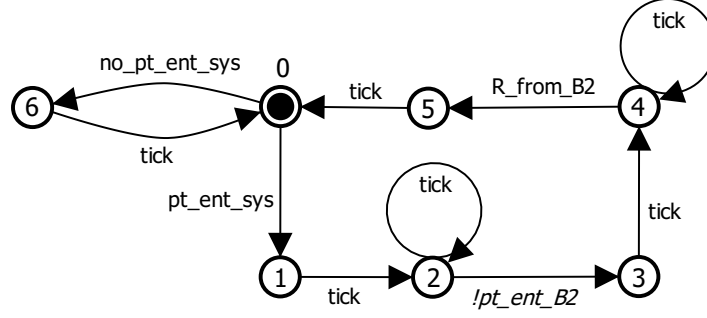 tick
no_pt_ent_sys
0
R_from_B2
6
tick
5
4
tick
pt_ent_sys
tick
tick
1
2
3
tick
!pt_ent_B2